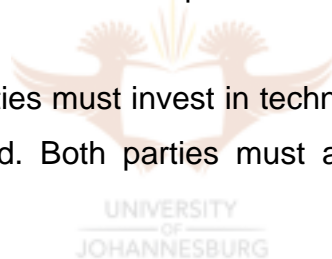 ties must invest in techn
d. Both parties must a
UNIVERSITY
OF
JOHANNESBURG